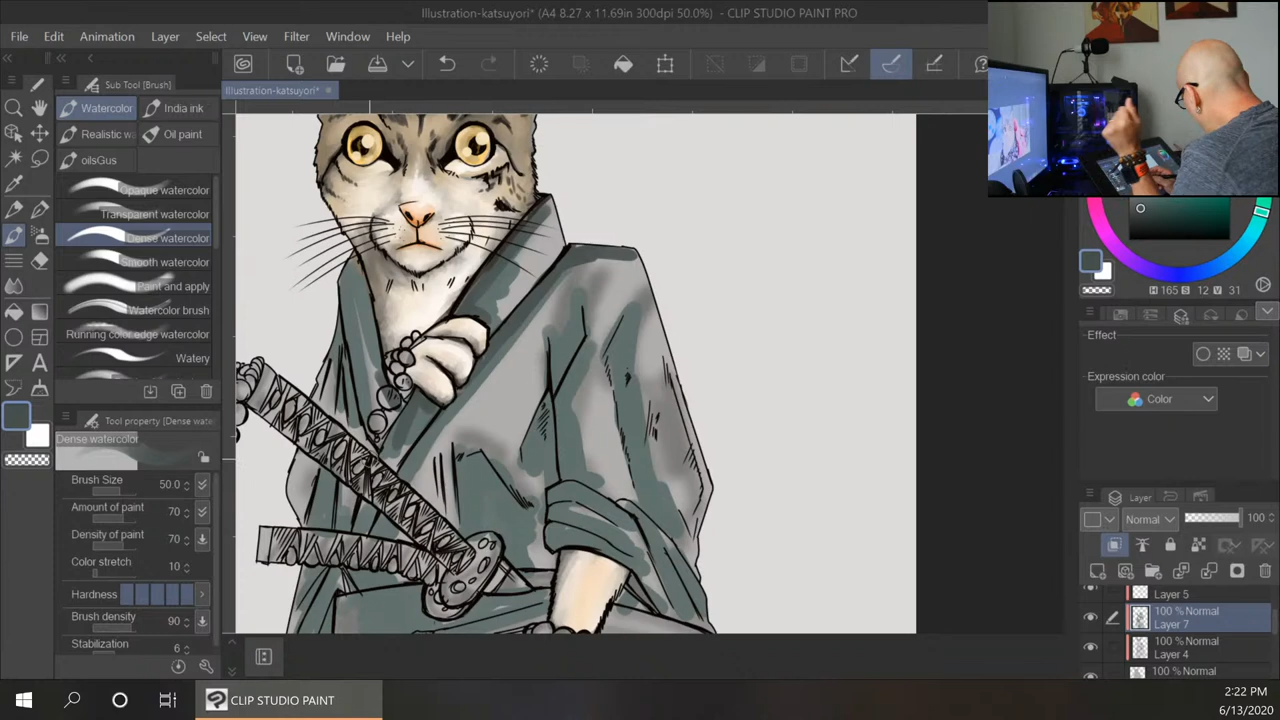 Illustration-katsuyori* (A4 8.27 x 11.69in 300dpi 50.0%) - CLIP STUDIO PAINT PRO
File Edit Animation Layer Select View Filter Window Help
Sub Tool [Brush]
Illustration-katsuyori*
Watercolor India ink
Realistic w Oil paint
oilsGus
Opaque watercolor
Transparent watercolor
Dense watercolor
Smooth watercolor
Paint and apply
Watercolor brush
Running color edge watercolor
Watery
Tool property [Dense wate
Dense watercolor
Brush Size 50.0
Amount of paint 70
Density of paint 70
Color stretch 10
Hardness
Brush density 90
Stabilization 6
H 165 S 12 V 31
Effect
Expression color
Color
Layer
Normal 100
Layer 5
100 % Normal
Layer 7
100 % Normal
Layer 4
100 % Normal
CLIP STUDIO PAINT
2:22 PM
6/13/2020